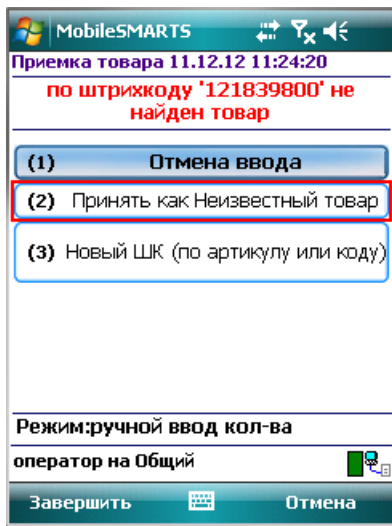 MobileSMARTS
Приемка товара 11.12.12 11:24:20
по штрихкоду '121839800' не
найден товар
(1) Отмена ввода
(2) Принять как Неизвестный товар
(3) Новый ШК (по артикулу или коду)
Режим:ручной ввод кол-ва
оператор на Общий
Завершить Отмена